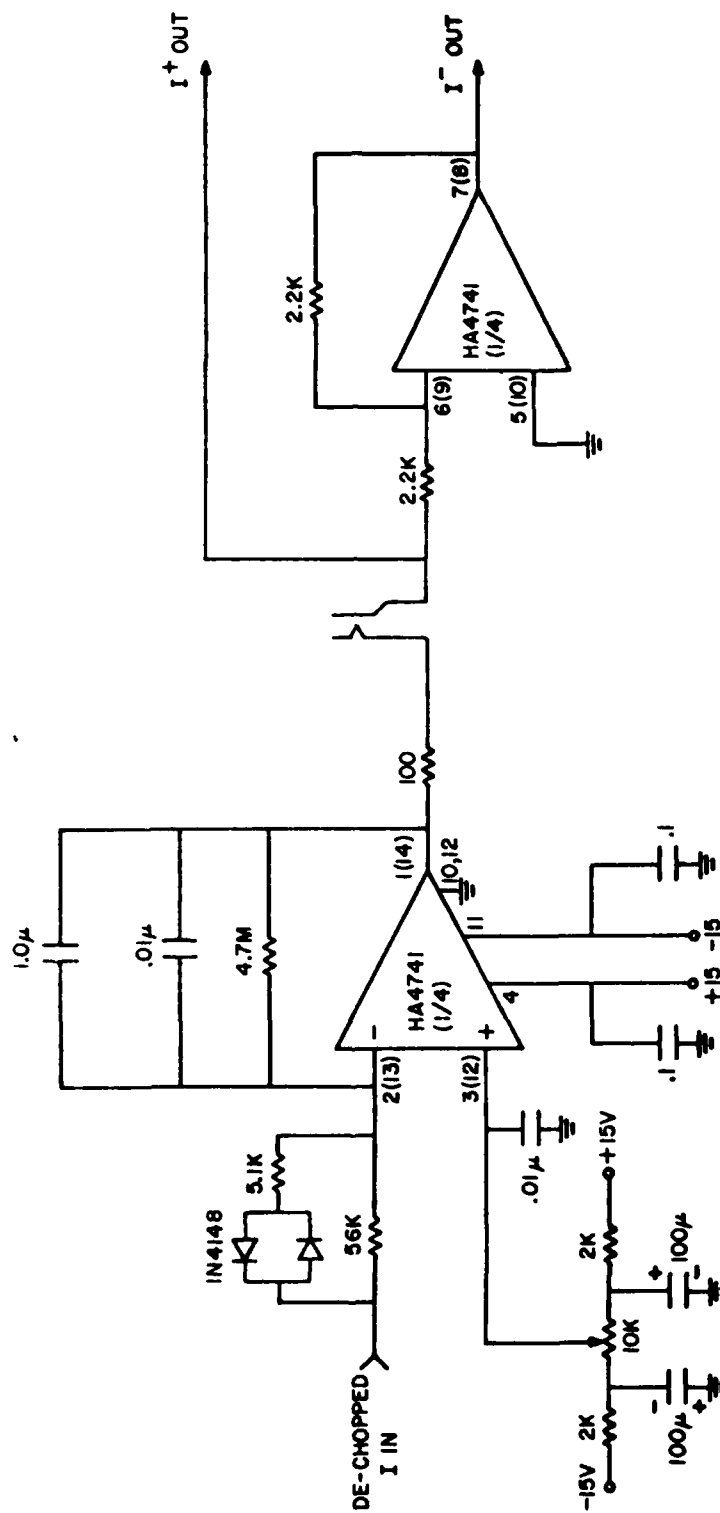 I⁺ OUT
I⁻ OUT
7(8)
2.2K
HA4741
(1/4)
6(9)
5(10)
2.2K
100
1.0μ
.01μ
4.7M
1(14)
10,12
HA4741
(1/4)
-
+
2(13)
3(12)
11
4
.1
-15
+15
.1
1N4148
5.1K
56K
.01μ
DE-CHOPPED
I IN
+15V
2K
+
100μ
-
10K
-
100μ
+
2K
-15V